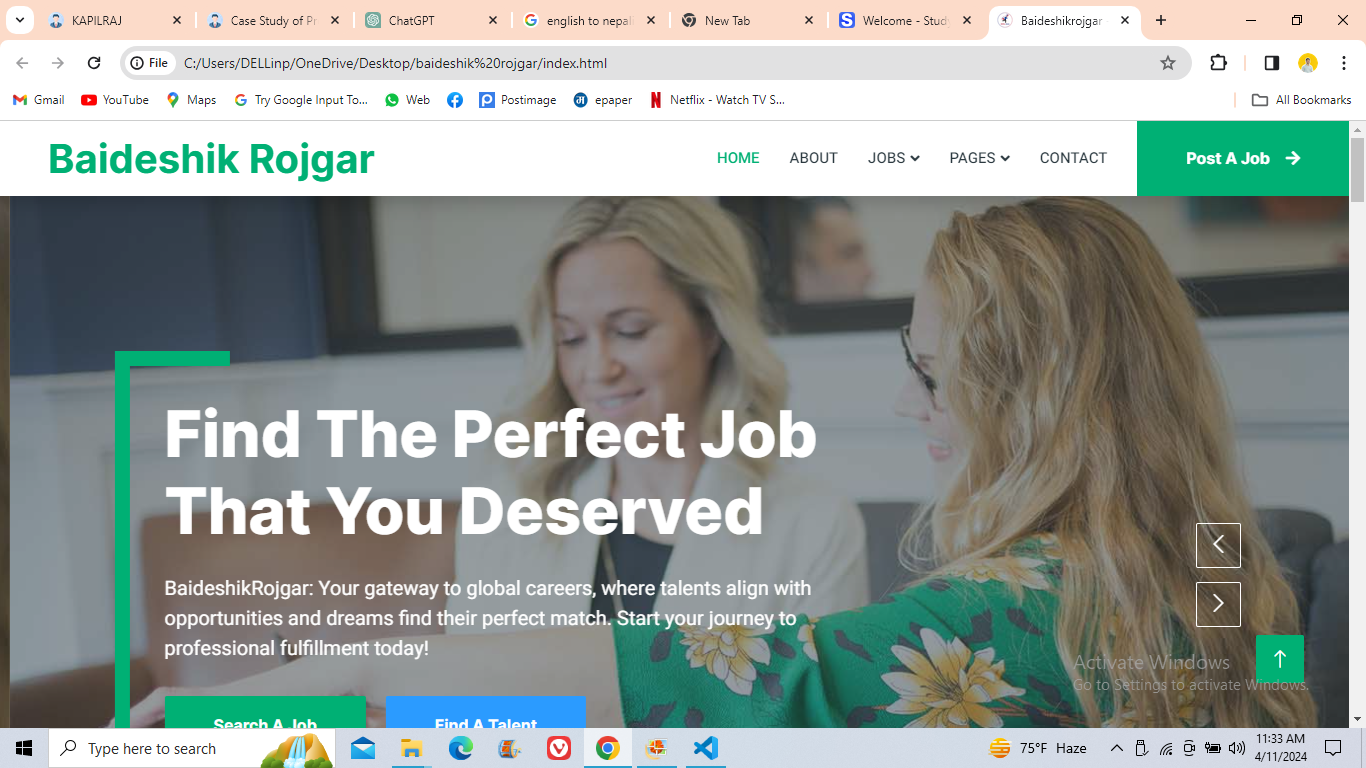 KAPILRAJ
Case Study of Pr
ChatGPT
english to nepali
New Tab
Welcome - Stud
Baideshikrojgar -
File
C:/Users/DELLinp/OneDrive/Desktop/baideshik%20rojgar/index.html
Gmail
YouTube
Maps
Try Google Input To...
Web
Postimage
epaper
Netflix - Watch TV S...
All Bookmarks
Baideshik Rojgar
HOME
ABOUT
JOBS
PAGES
CONTACT
Post A Job
Find The Perfect Job
That You Deserved
BaideshikRojgar: Your gateway to global careers, where talents align with
opportunities and dreams find their perfect match. Start your journey to
professional fulfillment today!
Search A Job
Find A Talent
Activate Windows
Go to Settings to activate Windows.
Type here to search
75°F Haze
11:33 AM
4/11/2024